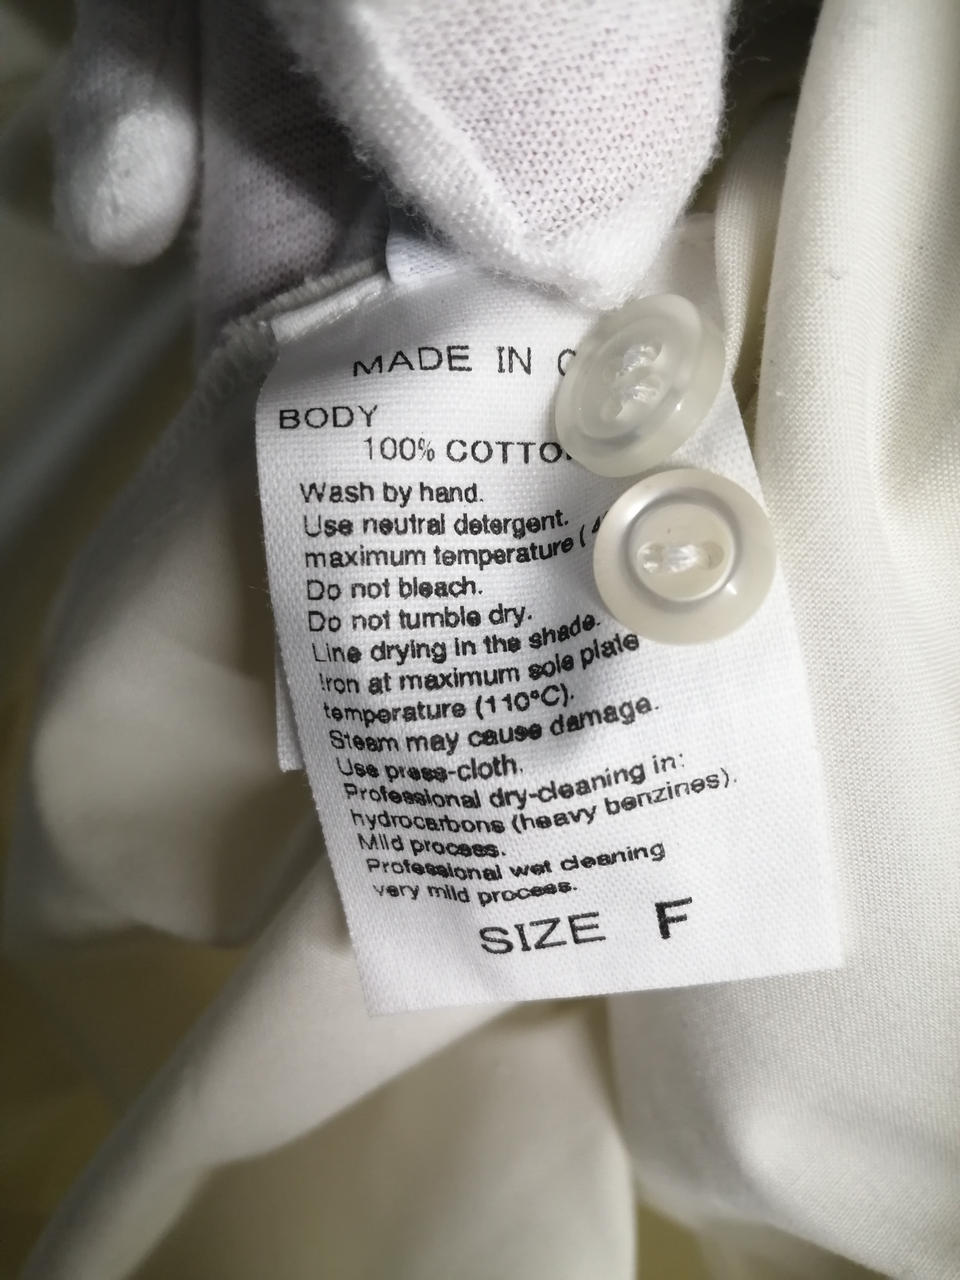 MADE IN
BODY
100%
Wash by hand.
Use neutral detergent.
maximum temperature (
Do not bleach.
Do not tumble dry.
Line drying in the shade.
Iron at maximum sole plate
temperature (110°C).
Steam may cause damage.
Use press-cloth.
Professional dry-cleaning in:
hydrocarbons (heavy benzines).
Mild process.
Professional wet cleaning
very mild process.
SIZE F